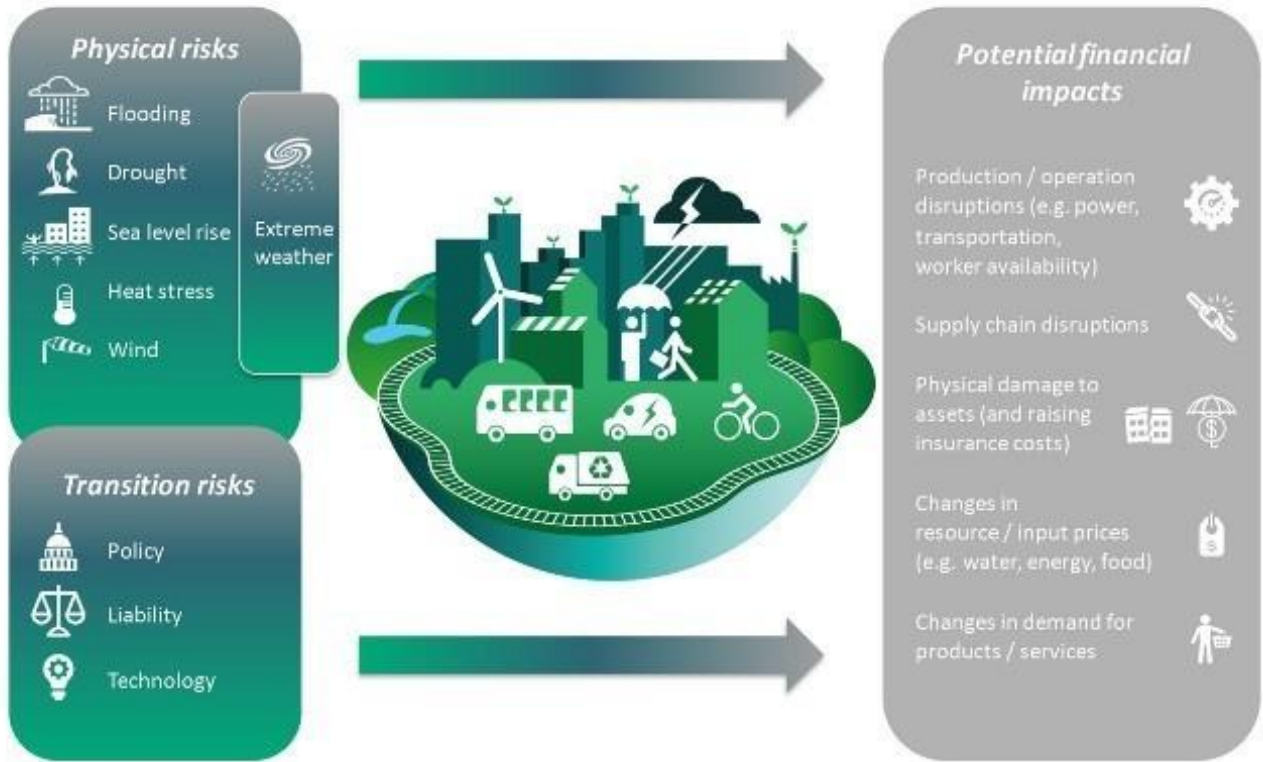 Physical risks
Flooding
Drought
Sea level rise
Heat stress
Wind
Extreme
weather
Transition risks
Policy
Liability
Technology
Potential financial
impacts
Production / operation
disruptions (e.g. power,
transportation,
worker availability)
Supply chain disruptions
Physical damage to
assets (and raising
insurance costs)
$
Changes in
resource / input prices
(e.g. water, energy, food)
$
Changes in demand for
products / services